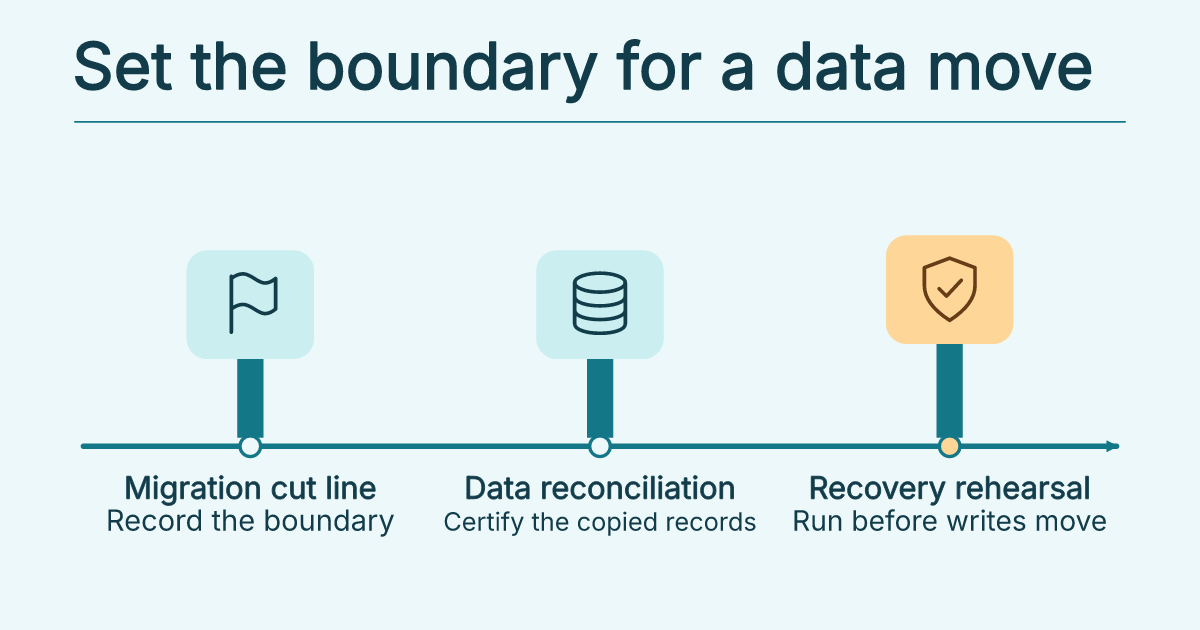 Set the boundary for a data move
Migration cut line
Record the boundary
Data reconciliation
Certify the copied records
Recovery rehearsal
Run before writes move